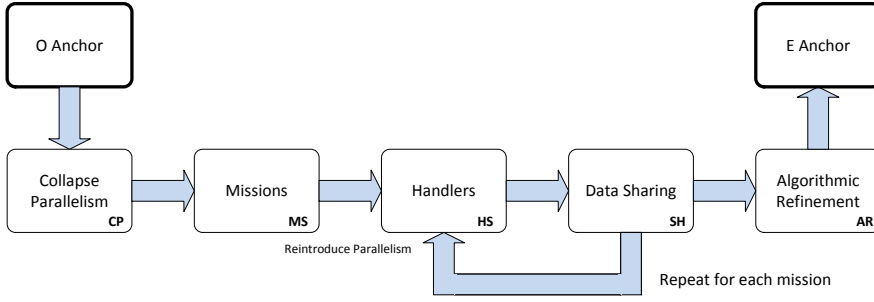 O Anchor
E Anchor
Collapse
Parallelism
CP
Missions
MS
Handlers
HS
Data Sharing
SH
Algorithmic
Refinement
AR
Reintroduce Parallelism
Repeat for each mission